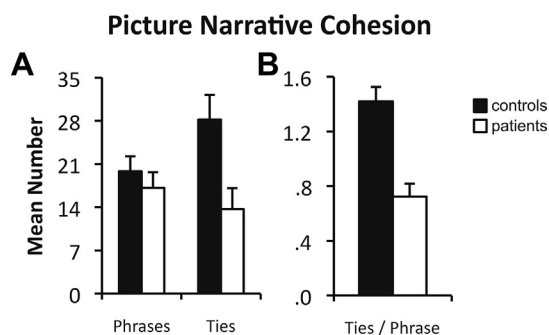 Picture Narrative Cohesion
A
B
Mean Number
35
28
21
14
7
0
Phrases
Ties
1.6
1.2
.8
.4
.0
Ties / Phrase
controls
patients